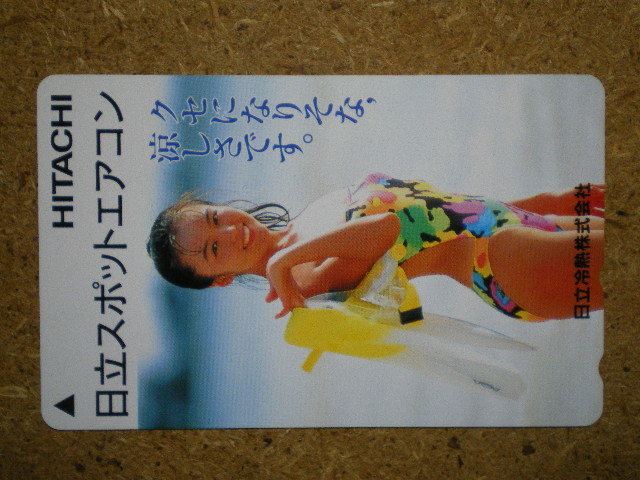 HITACHI
日立スポットエアコン
クセになりそな、
涼しさです。
日立冷熱株式会社